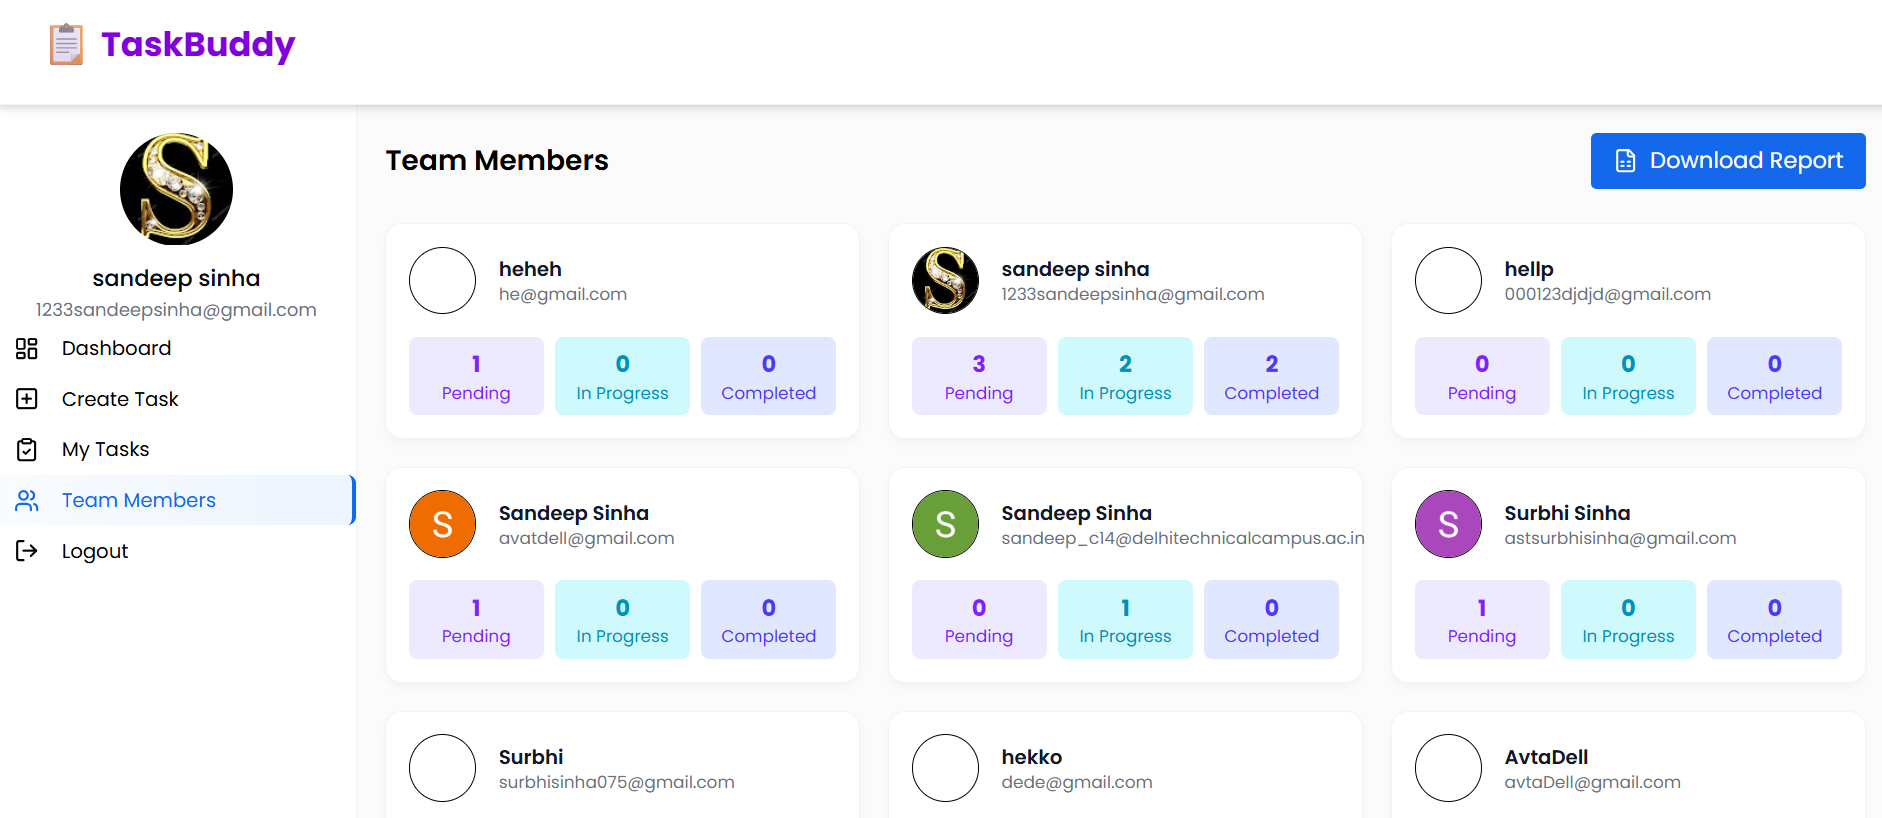 TaskBuddy
sandeep sinha
1233sandeepsinha@gmail.com
Dashboard
Create Task
My Tasks
Team Members
Logout
Team Members
Download Report
heheh
he@gmail.com
1
Pending
0
In Progress
0
Completed
sandeep sinha
1233sandeepsinha@gmail.com
3
Pending
2
In Progress
2
Completed
hellp
000123djdjd@gmail.com
0
Pending
0
In Progress
0
Completed
S
Sandeep Sinha
avatdell@gmail.com
1
Pending
0
In Progress
0
Completed
S
Sandeep Sinha
sandeep_c14@delhitechnicalcampus.ac.in
0
Pending
1
In Progress
0
Completed
S
Surbhi Sinha
astsurbhisinha@gmail.com
1
Pending
0
In Progress
0
Completed
Surbhi
surbhisinha075@gmail.com
hekko
dede@gmail.com
AvtaDell
avtaDell@gmail.com